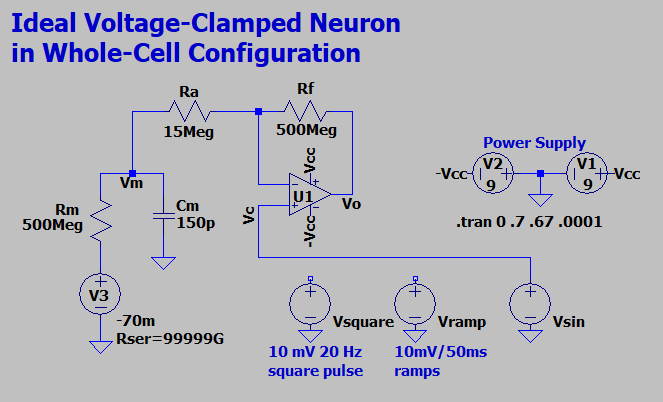 Ideal Voltage-Clamped Neuron
in Whole-Cell Configuration
Ra
15Meg
Rf
500Meg
Power Supply
-Vcc
V2
9
V1
9
Vcc
.tran 0 .7 .67 .0001
Vm
Rm
500Meg
Cm
150p
Vcc
U1
-Vcc
Vc
Vo
V3
-70m
Rser=99999G
Vsquare
10 mV 20 Hz
square pulse
Vramp
10mV/50ms
ramps
Vsin